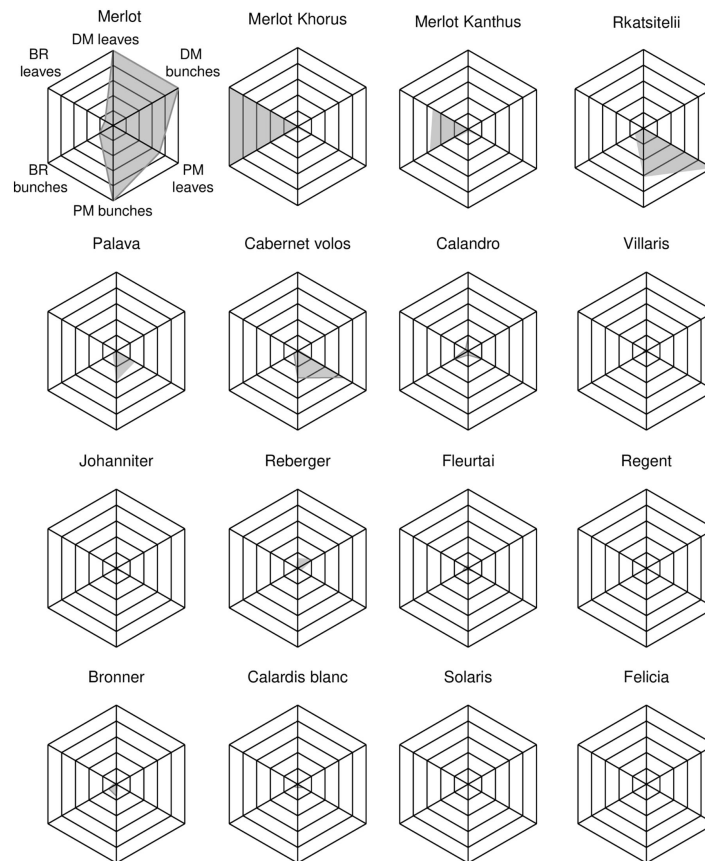 Merlot
Merlot Khorus
Merlot Kanthus
Rkatsitelii
DM leaves
BR
leaves
DM
bunches
BR
bunches
PM
leaves
PM bunches
Palava
Cabernet volos
Calandro
Villaris
Johanniter
Reberger
Fleurtai
Regent
Bronner
Calardis blanc
Solaris
Felicia